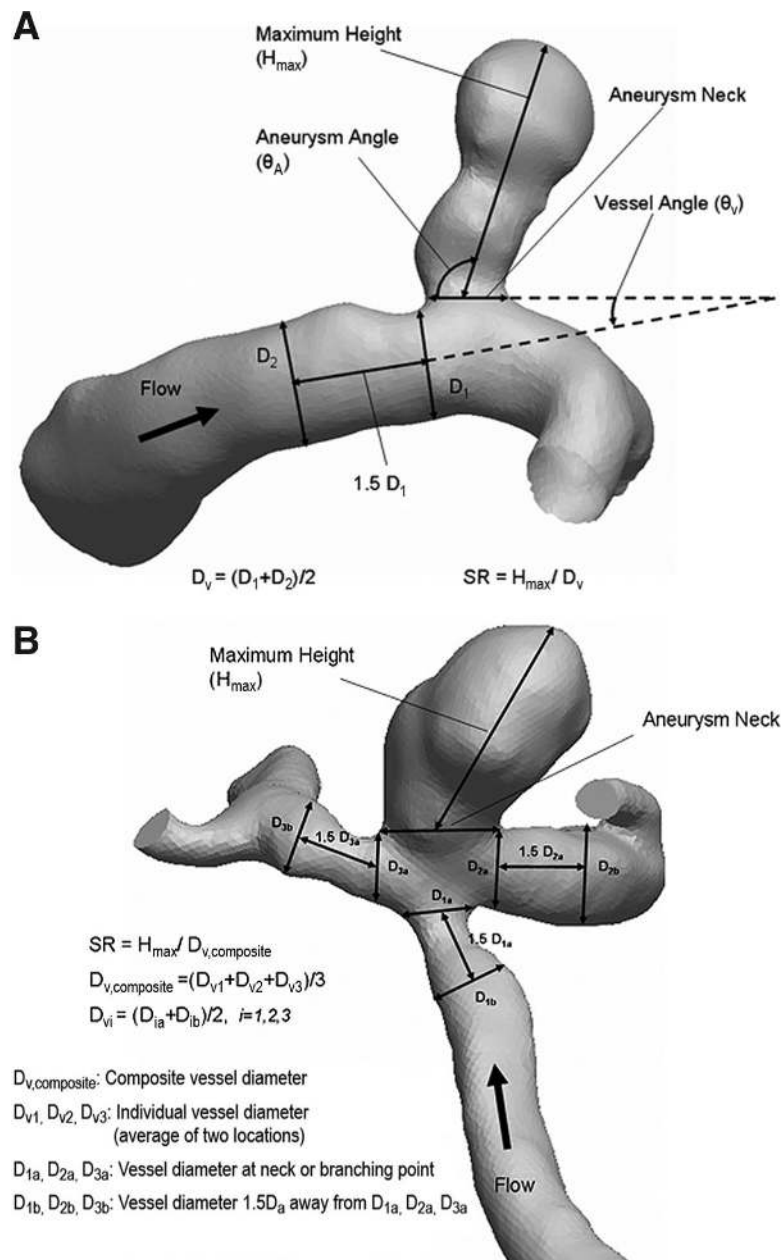 A
Maximum Height
(Hmax)
Aneurysm Neck
Aneurysm Angle
(θA)
Vessel Angle (θv)
D2
D1
Flow
1.5 D1
Dv = (D1+D2)/2
SR = Hmax/ Dv
B
Maximum Height
(Hmax)
Aneurysm Neck
D3b
1.5 D3a
D3a
D2a
1.5 D2a
D2b
D1a
1.5 D1a
D1b
SR = Hmax/ Dv,composite
Dv,composite =(Dv1+Dv2+Dv3)/3
Dvi = (Dia+Dib)/2, i=1,2,3
Dv,composite: Composite vessel diameter
Dv1, Dv2, Dv3: Individual vessel diameter
(average of two locations)
D1a, D2a, D3a: Vessel diameter at neck or branching point
D1b, D2b, D3b: Vessel diameter 1.5Da away from D1a, D2a, D3a
Flow